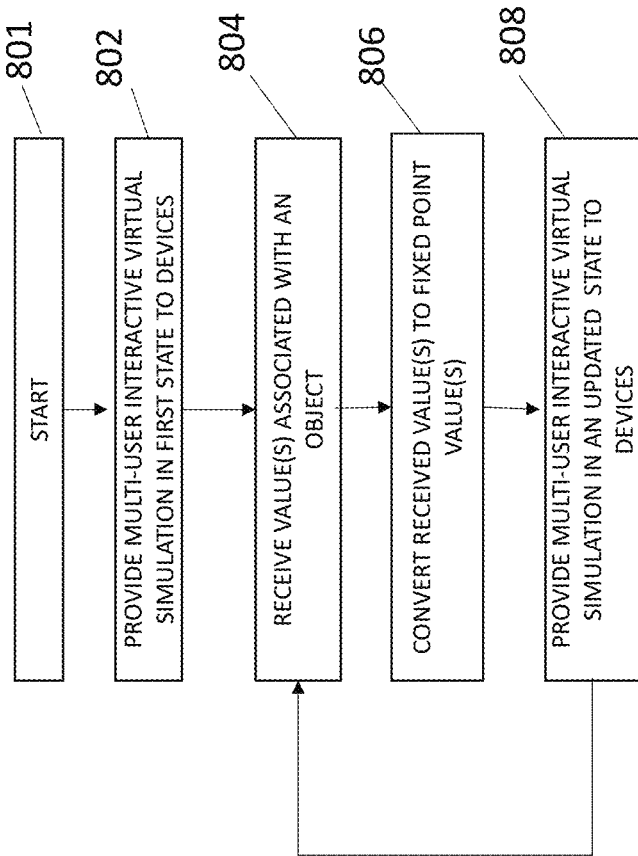 START
801
PROVIDE MULTI-USER INTERACTIVE VIRTUAL
SIMULATION IN FIRST STATE TO DEVICES
802
RECEIVE VALUE(S) ASSOCIATED WITH AN
OBJECT
804
CONVERT RECEIVED VALUE(S) TO FIXED POINT
VALUE(S)
806
PROVIDE MULTI-USER INTERACTIVE VIRTUAL
SIMULATION IN AN UPDATED STATE TO
DEVICES
808